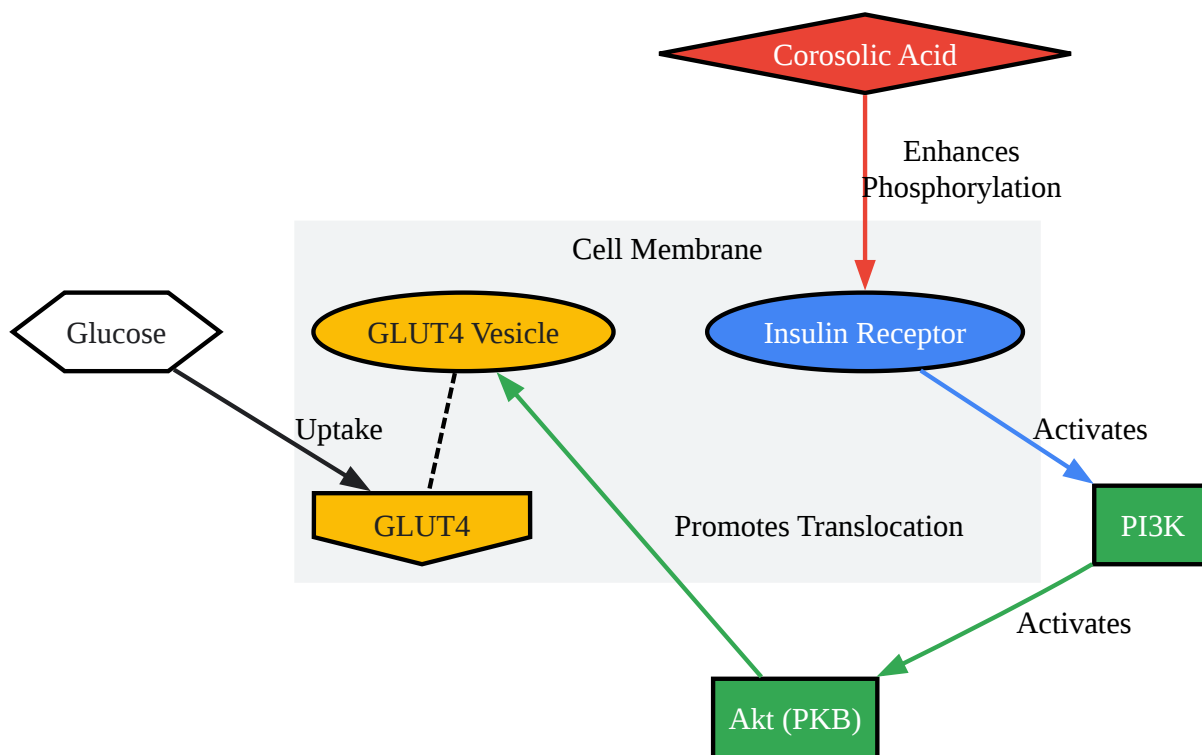 Corosolic Acid
Enhances
Phosphorylation
Cell Membrane
Glucose
GLUT4 Vesicle
Insulin Receptor
Uptake
Activates
GLUT4
Promotes Translocation
PI3K
Activates
Akt (PKB)